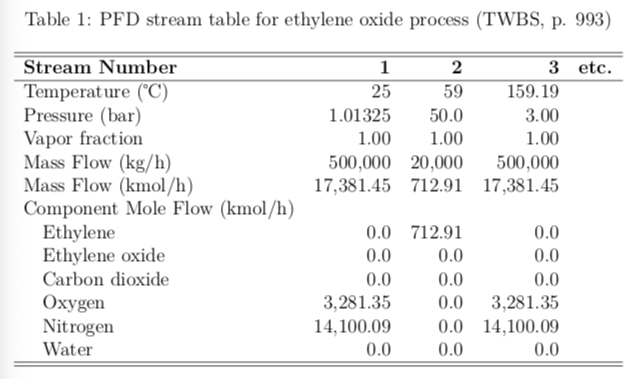 Table 1: PFD stream table for ethylene oxide process (TWBS, p. 993)
Stream Number 1 2 3 etc.
Temperature (°C) 25 59 159.19
Pressure (bar) 1.01325 50.0 3.00
Vapor fraction 1.00 1.00 1.00
Mass Flow (kg/h) 500,000 20,000 500,000
Mass Flow (kmol/h) 17,381.45 712.91 17,381.45
Component Mole Flow (kmol/h)
Ethylene 0.0 712.91 0.0
Ethylene oxide 0.0 0.0 0.0
Carbon dioxide 0.0 0.0 0.0
Oxygen 3,281.35 0.0 3,281.35
Nitrogen 14,100.09 0.0 14,100.09
Water 0.0 0.0 0.0